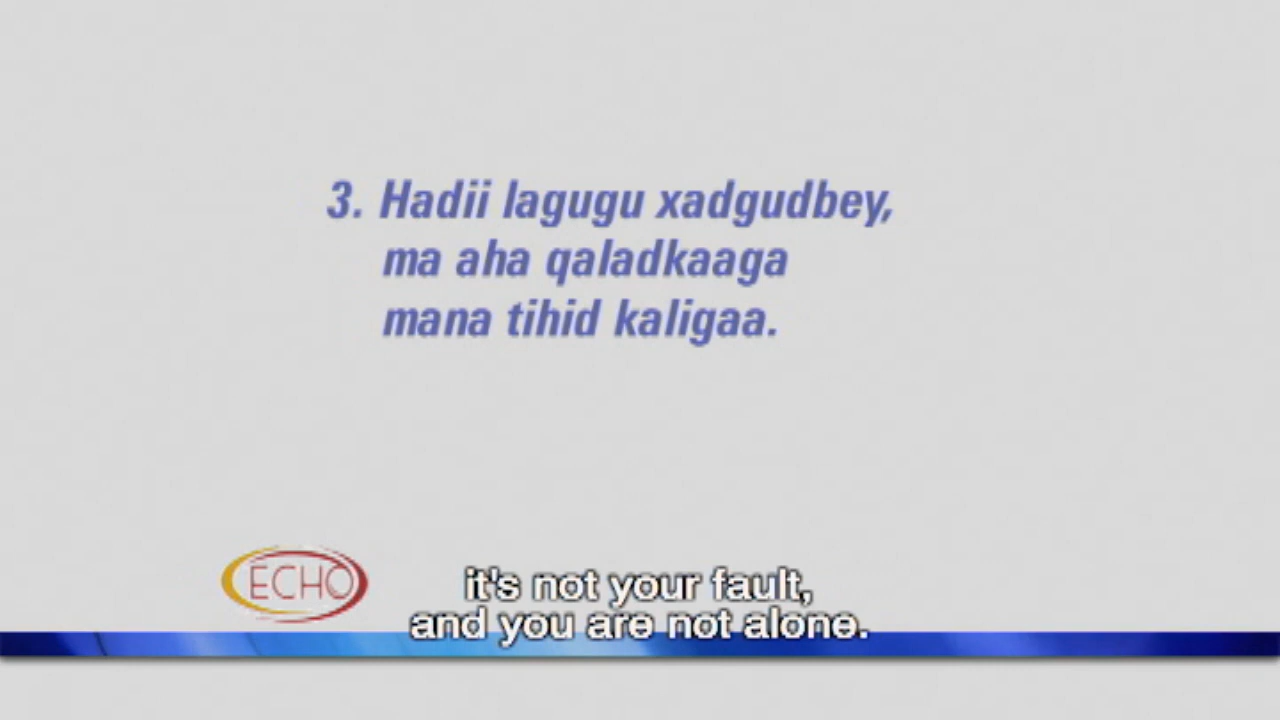 3. Hadii lagugu xadgudbey,
ma aha qaladkaaga
mana tihid kaligaa.
ECHO
it's not your fault,
and you are not alone.